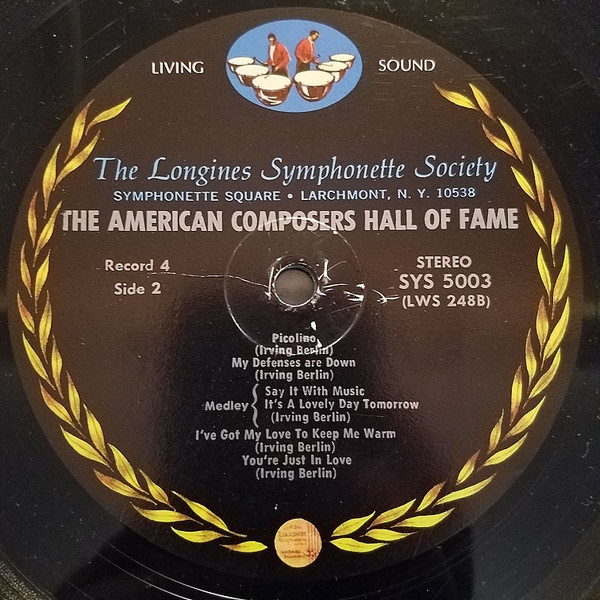 LIVING SOUND
The Longines Symphonette Society
SYMPHONETTE SQUARE • LARCHMONT, N. Y. 10538
THE AMERICAN COMPOSERS HALL OF FAME
Record 4
Side 2
STEREO
SYS 5003
(LWS 248B)
Picolino
(Irving Berlin)
My Defenses are Down
(Irving Berlin)
Medley { Say It With Music
It's A Lovely Day Tomorrow
(Irving Berlin)
I've Got My Love To Keep Me Warm
(Irving Berlin)
You're Just In Love
(Irving Berlin)